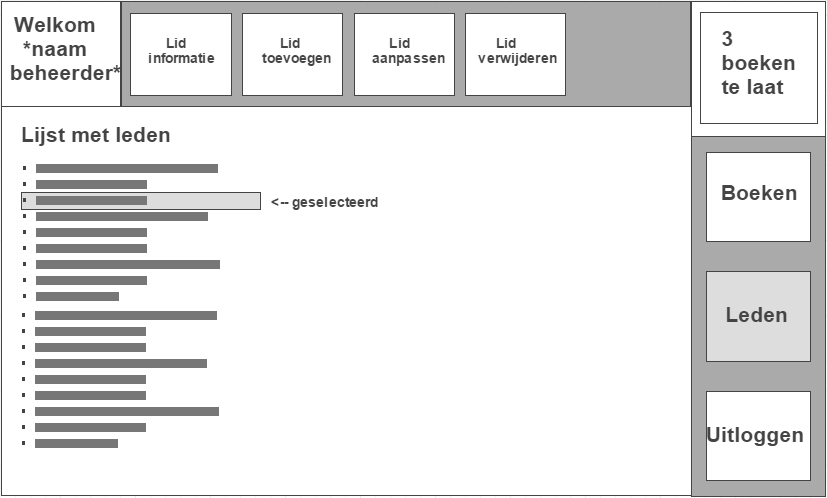 Welkom
*naam
beheerder*
Lid
informatie
Lid
toevoegen
Lid
aanpassen
Lid
verwijderen
3
boeken
te laat
Lijst met leden
<-- geselecteerd
Boeken
Leden
Uitloggen